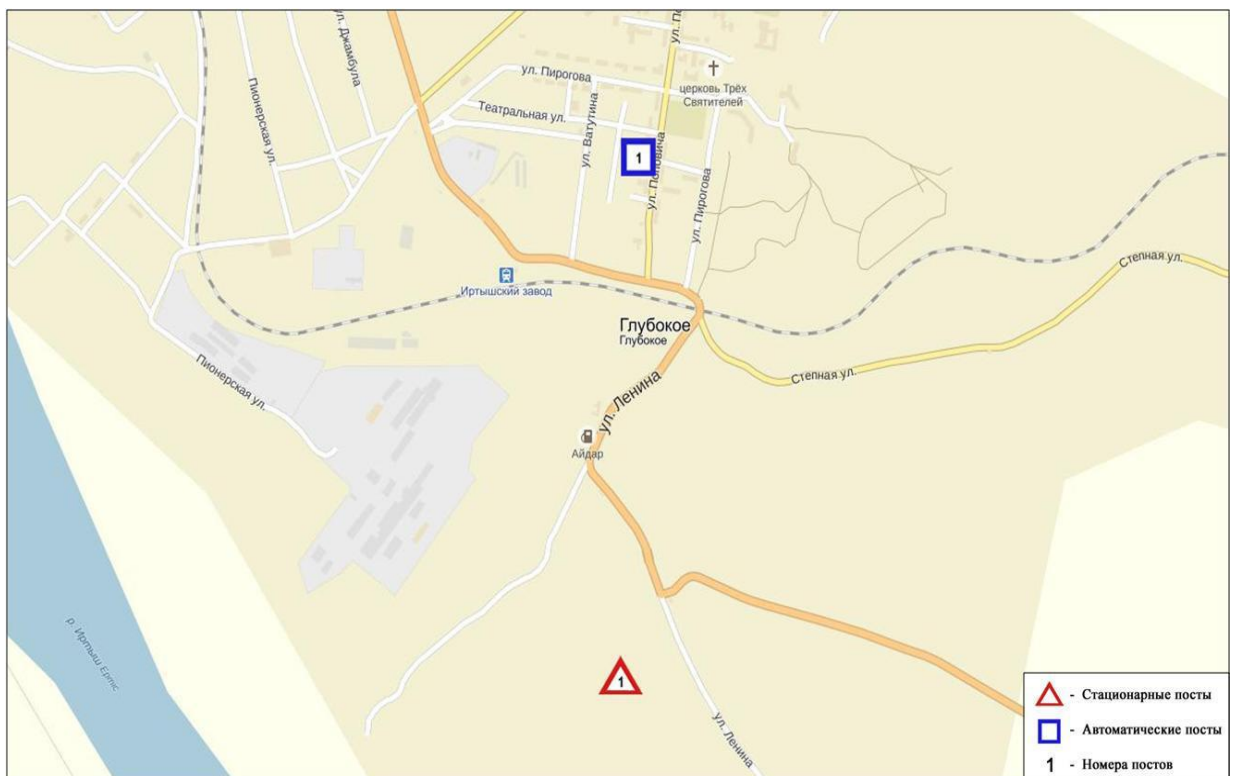 ул. Джамбула
Пионерская ул.
ул. Пирогова
Театральная ул.
ул. Ватутина
ул. По
церковь Трёх
Святителей
1
ул. Поповича
ул. Пирогова
Иртышский завод
Степная ул.
Глубокое
Глубокое
Степная ул.
Пионерская ул.
ул. Ленина
Айдар
р. Иртыш Ертіс
1
ул. Ленина
- Стационарные посты
- Автоматические посты
1 - Номера постов